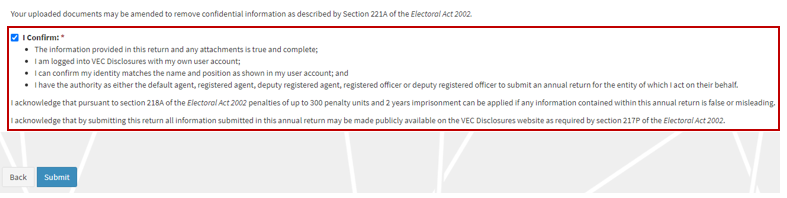 Your uploaded documents may be amended to remove confidential information as described by Section 221A of the Electoral Act 2002.
I Confirm: *
• The information provided in this return and any attachments is true and complete;
• I am logged into VEC Disclosures with my own user account;
• I can confirm my identity matches the name and position as shown in my user account; and
• I have the authority as either the default agent, registered agent, deputy registered agent, registered officer or deputy registered officer to submit an annual return for the entity of which I act on their behalf.
I acknowledge that pursuant to section 218A of the Electoral Act 2002 penalties of up to 300 penalty units and 2 years imprisonment can be applied if any information contained within this annual return is false or misleading.
I acknowledge that by submitting this return all information submitted in this annual return may be made publicly available on the VEC Disclosures website as required by section 217P of the Electoral Act 2002.
Back Submit